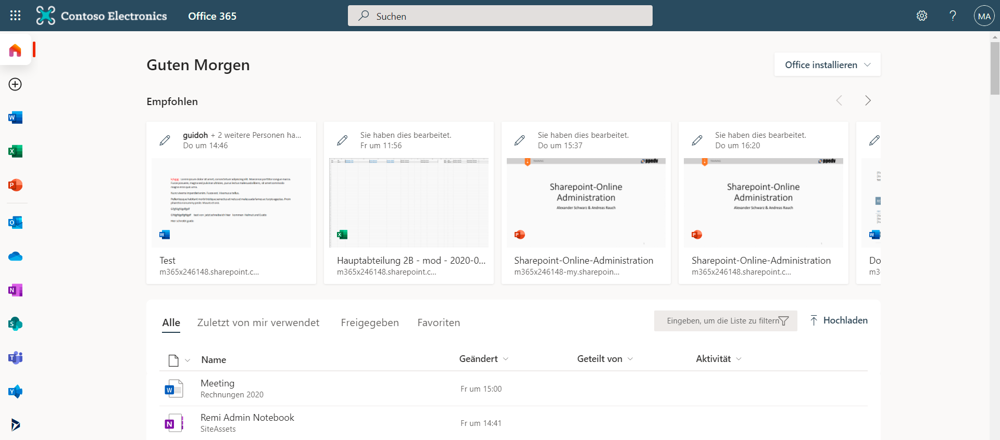 Contoso Electronics
Office 365
Suchen
MA
Guten Morgen
Office installieren
Empfohlen
guidoh + 2 weitere Personen ha...
Do um 14:46
Test
m365x246148.sharepoint.c...
Sie haben dies bearbeitet.
Fr um 11:56
Hauptabteilung 2B - mod - 2020-0...
m365x246148.sharepoint.c...
Sie haben dies bearbeitet.
Do um 15:37
TRAINING
ppedv
Sharepoint-Online
Administration
Alexander Schwarz & Andreas Rauch
Sharepoint-Online-Administration
m365x246148-my.sharepoin...
Sie haben dies bearbeitet.
Do um 16:20
TRAINING
ppedv
Sharepoint-Online
Administration
Alexander Schwarz & Andreas Rauch
Sharepoint-Online-Administration
m365x246148.sharepoint.c...
Do
m3
Alle
Zuletzt von mir verwendet
Freigegeben
Favoriten
Eingeben, um die Liste zu filtern
Hochladen
Name
Geändert
Geteilt von
Aktivität
Meeting
Rechnungen 2020
Fr um 15:00
Remi Admin Notebook
SiteAssets
Fr um 14:41